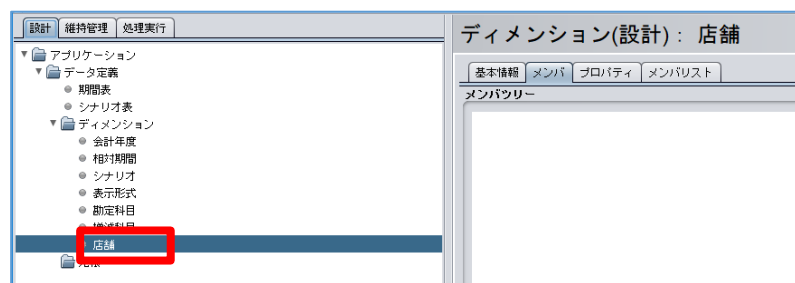 設計 維持管理 処理実行
アプリケーション
データ定義
期間表
シナリオ表
ディメンション
会計年度
相対期間
シナリオ
表示形式
勘定科目
増減科目
店舗
ディメンション(設計): 店舗
基本情報 メンバ プロパティ メンバリスト
メンバツリー